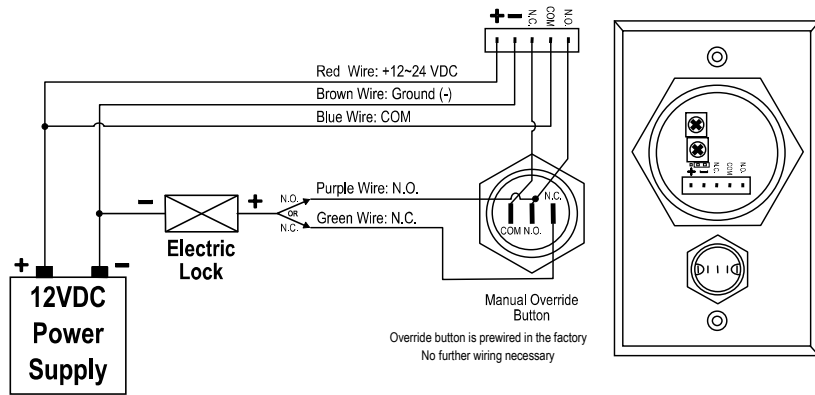 + − N.C. COM N.O.
Red Wire: +12~24 VDC
Brown Wire: Ground (-)
Blue Wire: COM
Purple Wire: N.O.
Green Wire: N.C.
N.O.
OR
N.C.
− +
Electric
Lock
+ −
12VDC
Power
Supply
COM N.O. N.C.
Manual Override
Button
Override button is prewired in the factory
No further wiring necessary
+ − N.C. COM N.O.